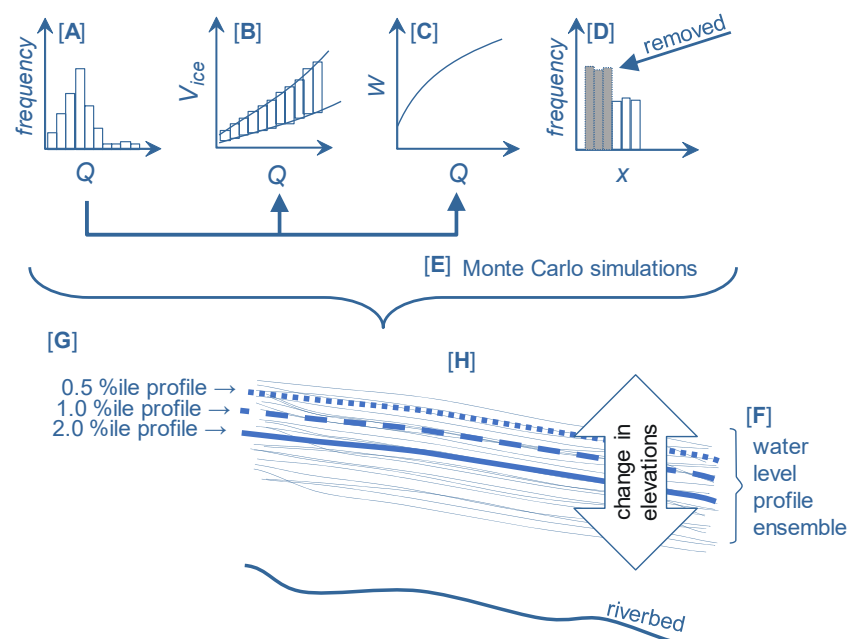 [A]
frequency
Q
[B]
V_ice
Q
[C]
W
Q
[D]
frequency
removed
x
[E] Monte Carlo simulations
[G]
0.5 %ile profile →
1.0 %ile profile →
2.0 %ile profile →
[H]
change in
elevations
[F]
water
level
profile
ensemble
riverbed